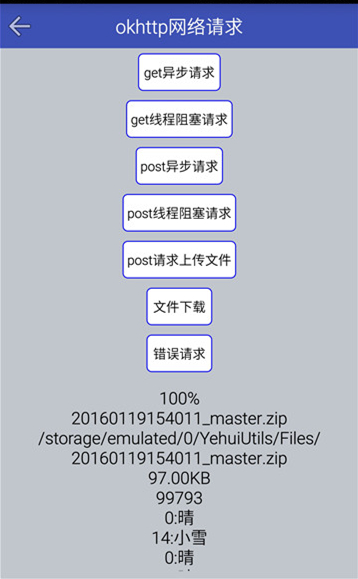 okhttp网络请求
get异步请求
get线程阻塞请求
post异步请求
post线程阻塞请求
post请求上传文件
文件下载
错误请求
100%
20160119154011_master.zip
/storage/emulated/0/YehuiUtils/Files/
20160119154011_master.zip
97.00KB
99793
0:晴
14:小雪
0:晴